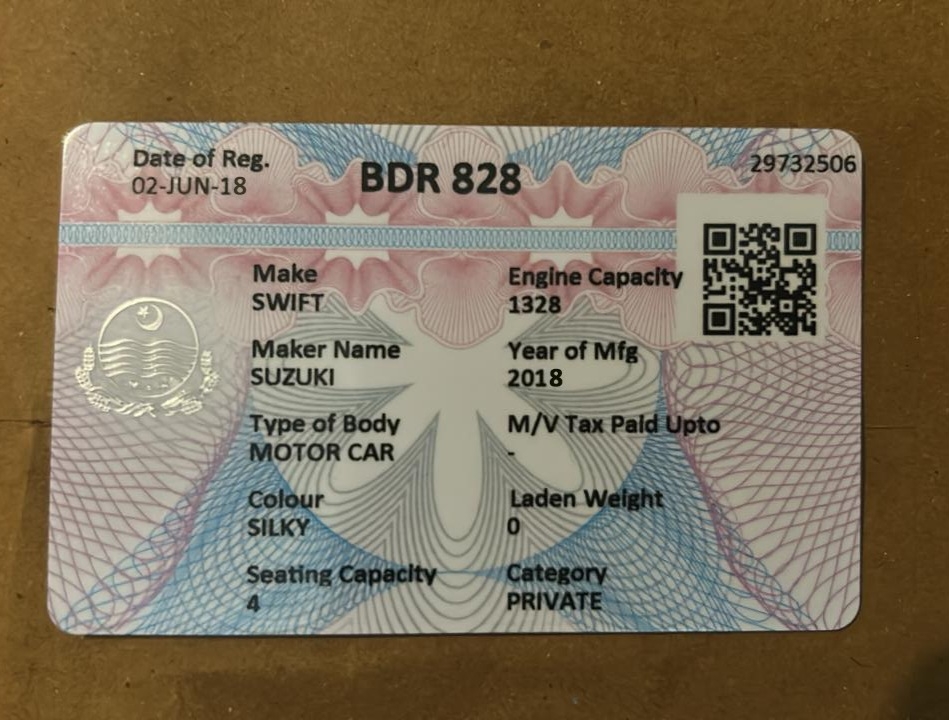 Date of Reg.
02-JUN-18
BDR 828
29732506
Make
SWIFT
Engine Capacity
1328
Maker Name
SUZUKI
Year of Mfg
2018
Type of Body
MOTOR CAR
M/V Tax Paid Upto
-
Colour
SILKY
Laden Weight
0
Seating Capacity
4
Category
PRIVATE